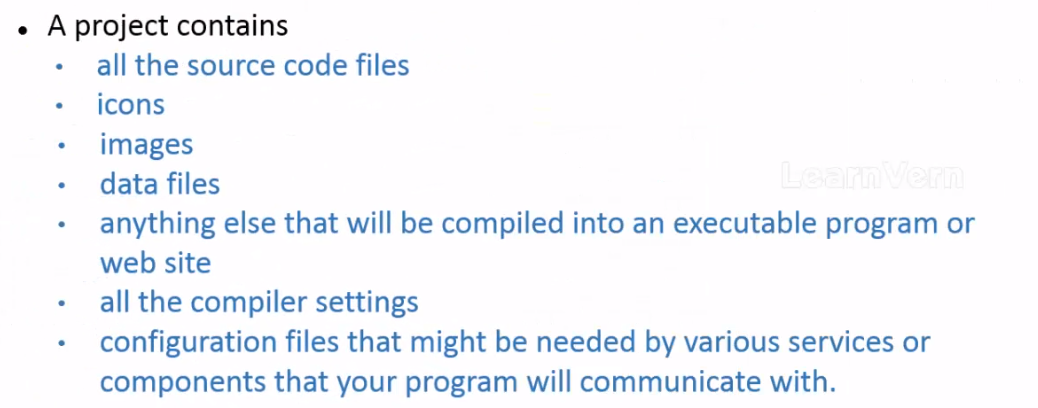 • A project contains
• all the source code files
• icons
• images
• data files
LearnVern
• anything else that will be compiled into an executable program or
web site
• all the compiler settings
• configuration files that might be needed by various services or
components that your program will communicate with.